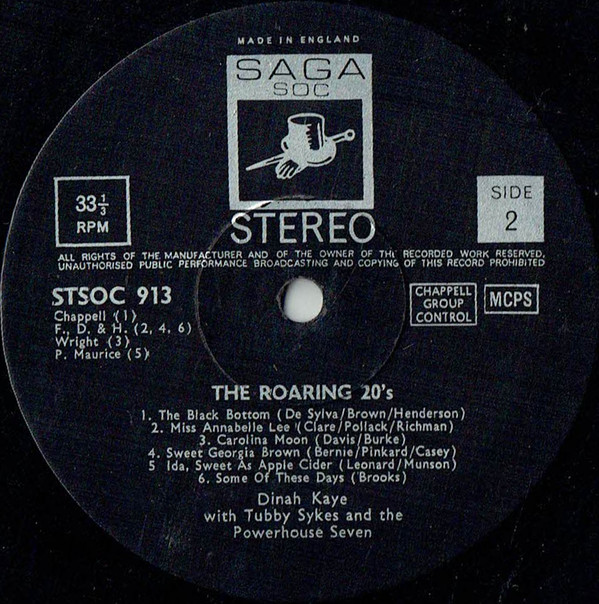 MADE IN ENGLAND
SAGA
SOC
33 1/3
RPM
SIDE
2
STEREO
ALL RIGHTS OF THE MANUFACTURER AND OF THE OWNER OF THE RECORDED WORK RESERVED,
UNAUTHORISED PUBLIC PERFORMANCE BROADCASTING AND COPYING OF THIS RECORD PROHIBITED
STSOC 913
Chappell (1)
F., D. & H. (2, 4, 6)
Wright (3)
P. Maurice (5)
CHAPPELL
GROUP
CONTROL
MCPS
THE ROARING 20's
1. The Black Bottom (De Sylva/Brown/Henderson)
2. Miss Annabelle Lee (Clare/Pollack/Richman)
3. Carolina Moon (Davis/Burke)
4. Sweet Georgia Brown (Bernie/Pinkard/Casey)
5 Ida, Sweet As Apple Cider (Leonard/Munson)
6. Some Of These Days (Brooks)
Dinah Kaye
with Tubby Sykes and the
Powerhouse Seven